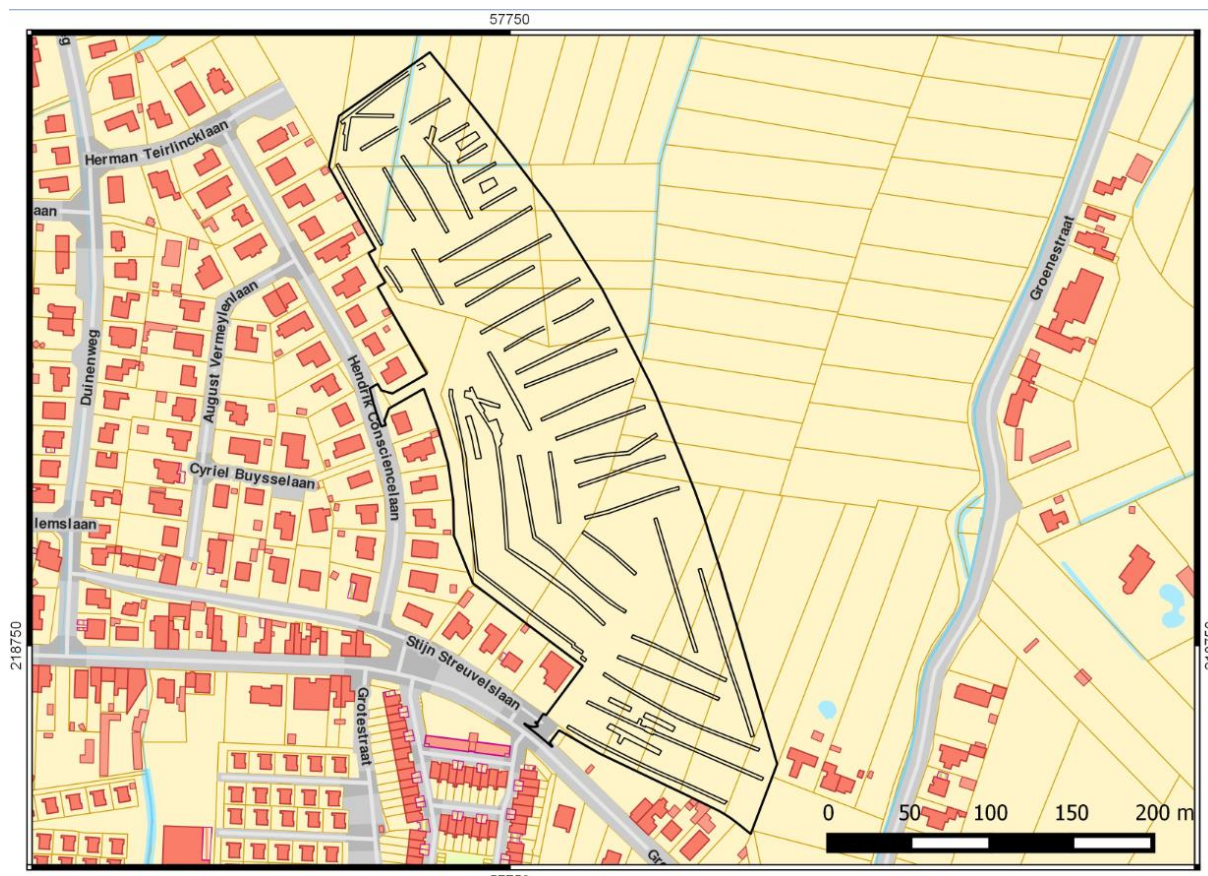 57750
Herman Teirlincklaan
aan
Groenestraat
August Vermeylenlaan
Duinenweg
Hendrik Consciencelaan
Cyriel Buysselaan
lemslaan
218750
Stijn Streuvelslaan
Grotestraat
0 50 100 150 200 m